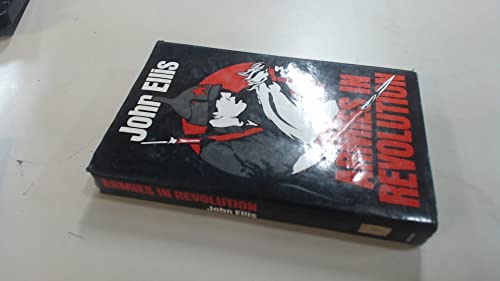 John Ellis
ARMIES IN
REVOLUTION
ARMIES IN REVOLUTION
John Ellis